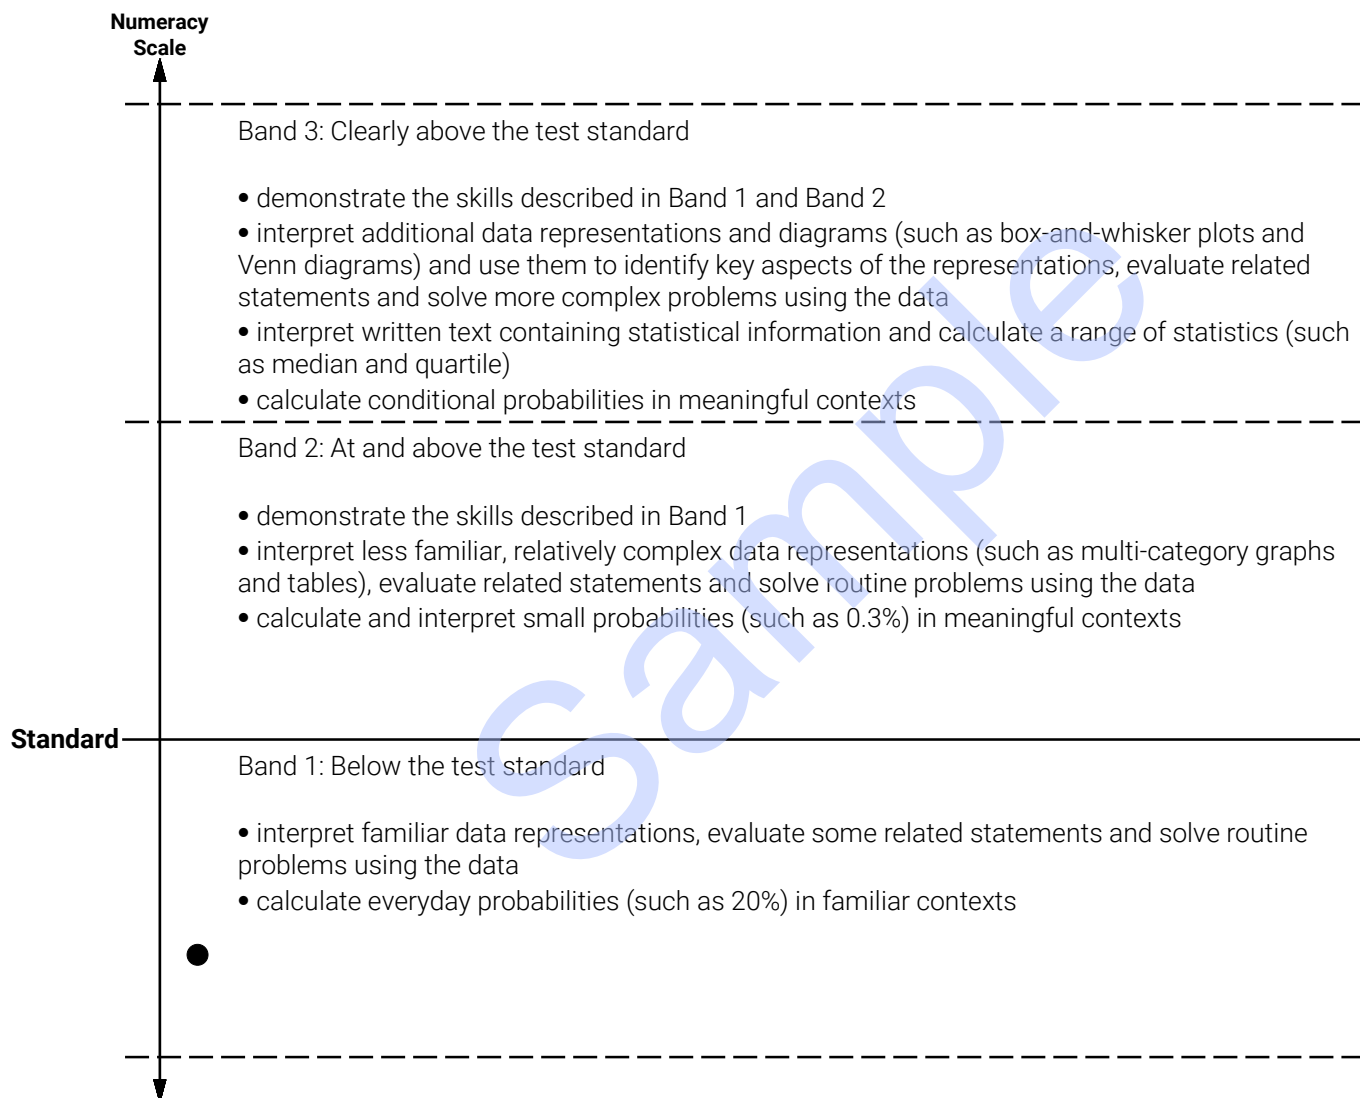 Numeracy
Scale
Band 3: Clearly above the test standard
• demonstrate the skills described in Band 1 and Band 2
• interpret additional data representations and diagrams (such as box-and-whisker plots and
Venn diagrams) and use them to identify key aspects of the representations, evaluate related
statements and solve more complex problems using the data
• interpret written text containing statistical information and calculate a range of statistics (such
as median and quartile)
• calculate conditional probabilities in meaningful contexts
Band 2: At and above the test standard
• demonstrate the skills described in Band 1
• interpret less familiar, relatively complex data representations (such as multi-category graphs
and tables), evaluate related statements and solve routine problems using the data
• calculate and interpret small probabilities (such as 0.3%) in meaningful contexts
Standard
Band 1: Below the test standard
• interpret familiar data representations, evaluate some related statements and solve routine
problems using the data
• calculate everyday probabilities (such as 20%) in familiar contexts
Sample